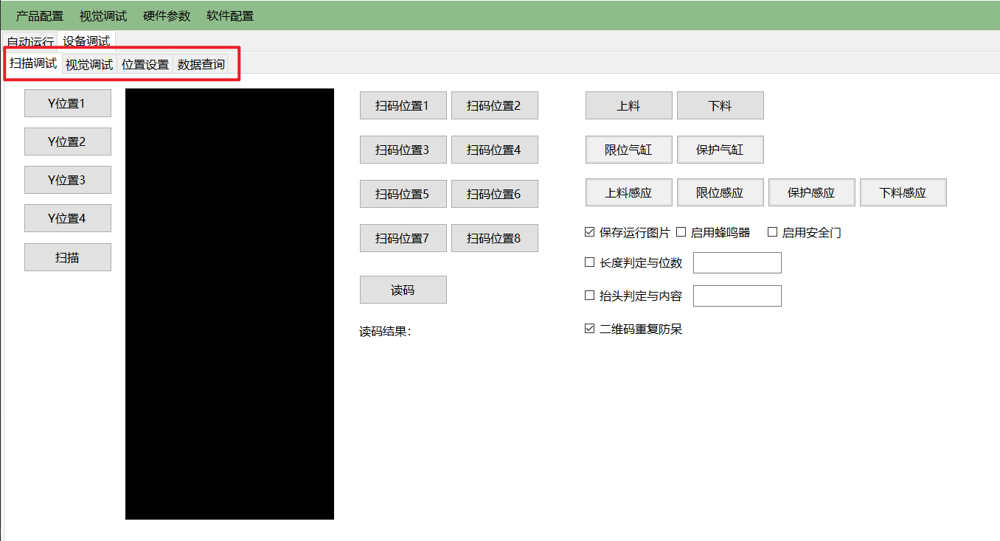 产品配置 视觉调试 硬件参数 软件配置
自动运行 设备调试
扫描调试 视觉调试 位置设置 数据查询
Y位置1
Y位置2
Y位置3
Y位置4
扫描
扫码位置1 扫码位置2
扫码位置3 扫码位置4
扫码位置5 扫码位置6
扫码位置7 扫码位置8
读码
读码结果:
上料 下料
限位气缸 保护气缸
上料感应 限位感应 保护感应 下料感应
保存运行图片 启用蜂鸣器 启用安全门
长度判定与位数
抬头判定与内容
二维码重复防呆